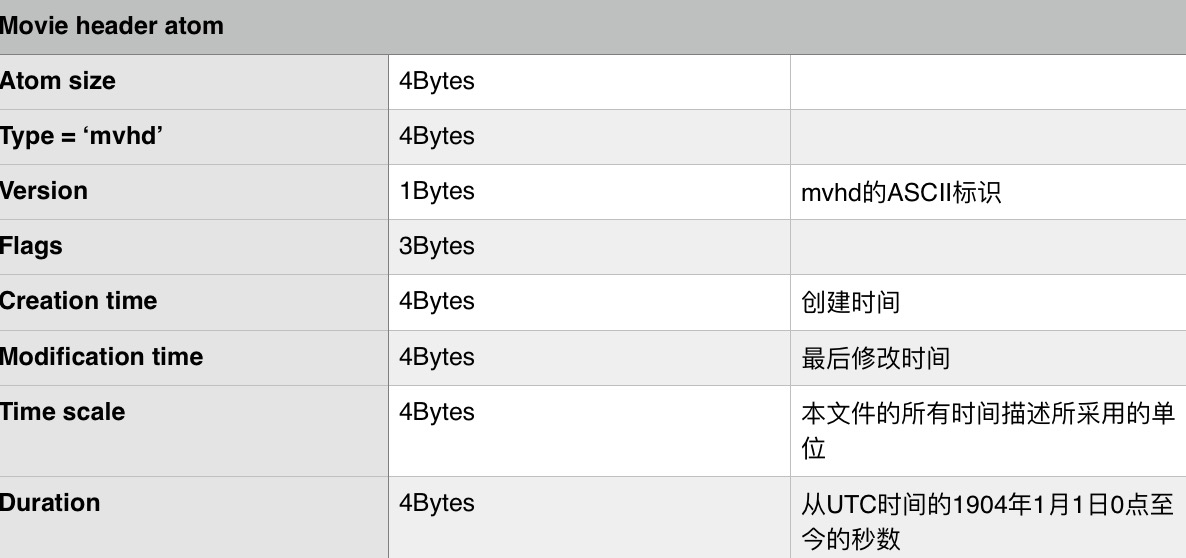 Movie header atom
Atom size 4Bytes
Type = ‘mvhd’ 4Bytes
Version 1Bytes mvhd的ASCII标识
Flags 3Bytes
Creation time 4Bytes 创建时间
Modification time 4Bytes 最后修改时间
Time scale 4Bytes 本文件的所有时间描述所采用的单
位
Duration 4Bytes 从UTC时间的1904年1月1日0点至
今的秒数